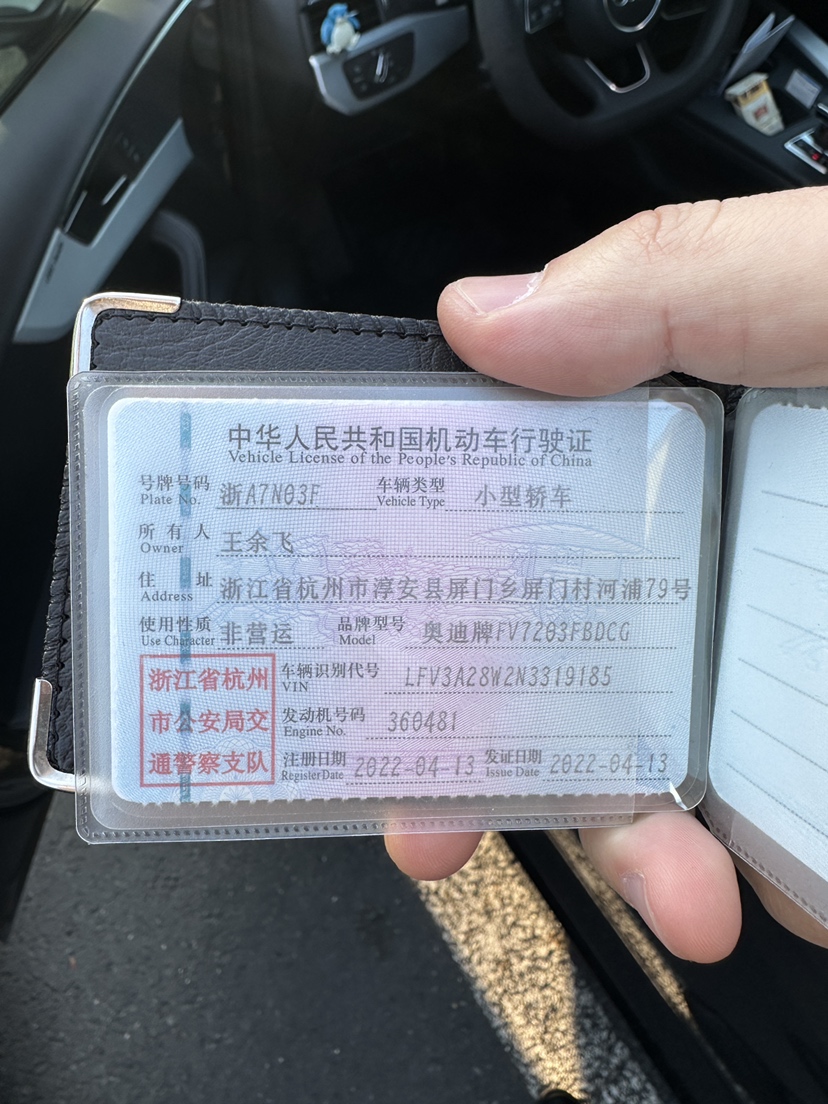 中华人民共和国机动车行驶证
Vehicle License of the People's Republic of China
号牌号码 浙A7N03F 车辆类型 小型轿车
Plate No. Vehicle Type
所有人 王余飞
Owner
住址 浙江省杭州市淳安县屏门乡屏门村河浦79号
Address
使用性质 非营运 品牌型号 奥迪牌FV7203FBDCG
Use Character Model
浙江省杭州
市公安局交
通警察支队
车辆识别代号 LFV3A28W2N3319185
VIN
发动机号码 360481
Engine No.
注册日期 2022-04-13 发证日期 2022-04-13
Register Date Issue Date